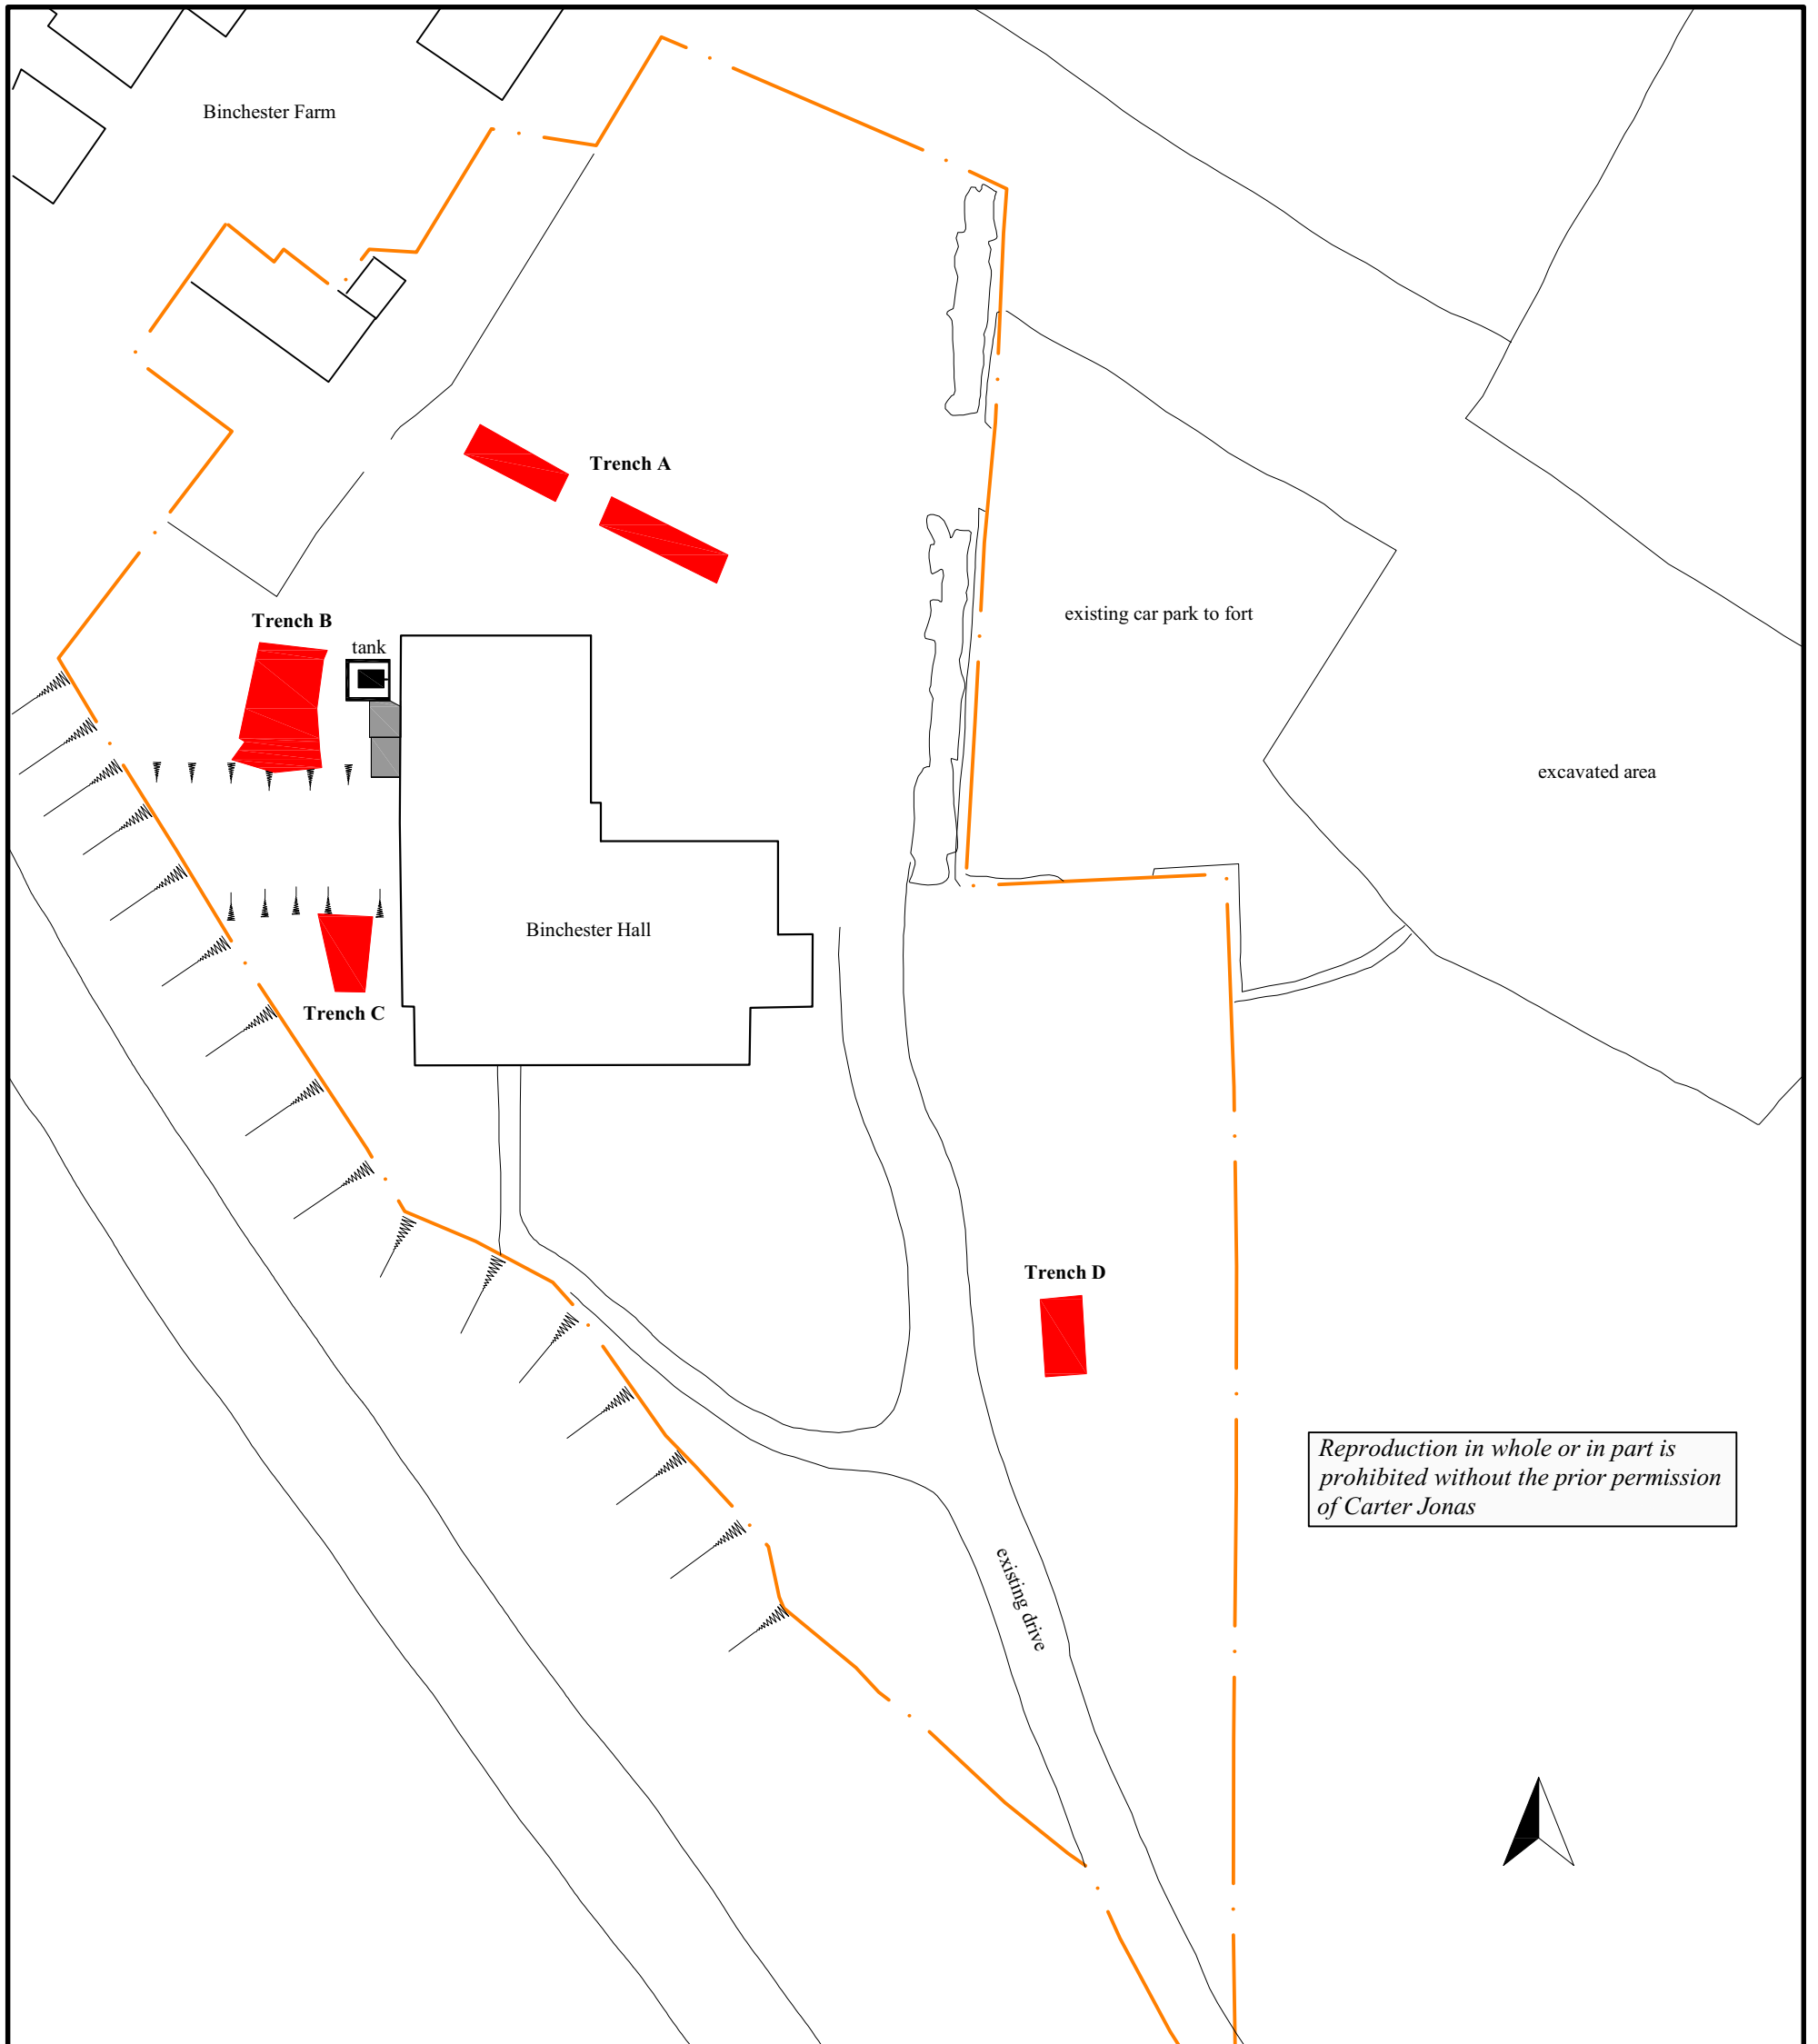 Binchester Farm
Trench A
Trench B
tank
existing car park to fort
excavated area
Binchester Hall
Trench C
Trench D
Reproduction in whole or in part is
prohibited without the prior permission
of Carter Jonas
existing drive